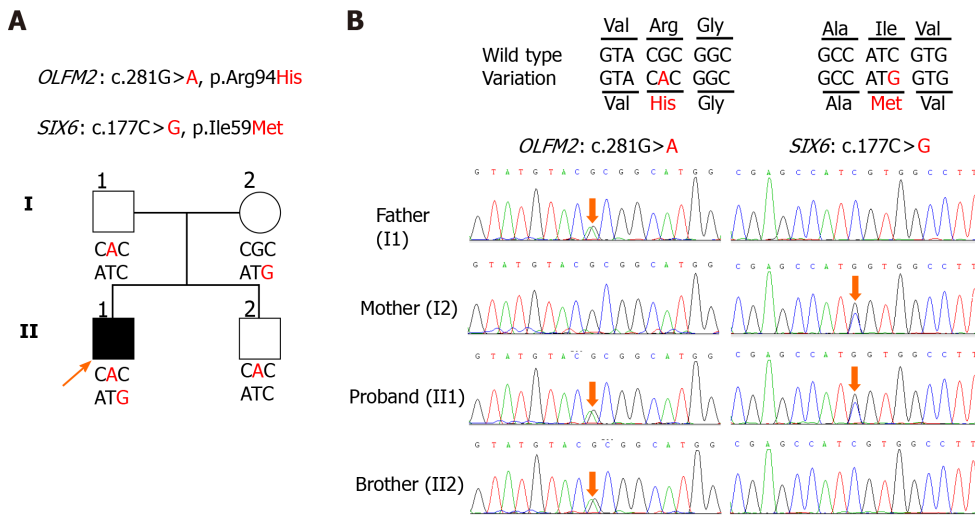 A
OLFM2: c.281G>A, p.Arg94His
SIX6: c.177C>G, p.Ile59Met
I
1
2
CAC
ATC
CGC
ATG
II
1
2
CAC
ATG
CAC
ATC
B
Val Arg Gly
Wild type GTA CGC GGC
Variation GTA CAC GGC
Val His Gly
Ala Ile Val
GCC ATC GTG
GCC ATG GTG
Ala Met Val
OLFM2: c.281G>A
SIX6: c.177C>G
Father
(I1)
G T A T G T A C G C G G C A T G G
C G A G C C A T C G T G G C C T T
Mother (I2)
G T A T G T A C G C G G C A T G G
C G A G C C A T G G T G G C C T T
Proband (II1)
G T A T G T A C G C G G C A T G G
C G A G C C A T G G T G G C C T T
Brother (II2)
G T A T G T A C G C G G C A T G G
C G A G C C A T C G T G G C C T T